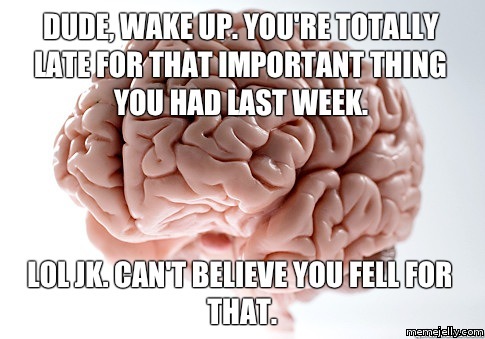 DUDE, WAKE UP. YOU'RE TOTALLY
LATE FOR THAT IMPORTANT THING
YOU HAD LAST WEEK.
LOL JK. CAN'T BELIEVE YOU FELL FOR
THAT.
memejelly.com